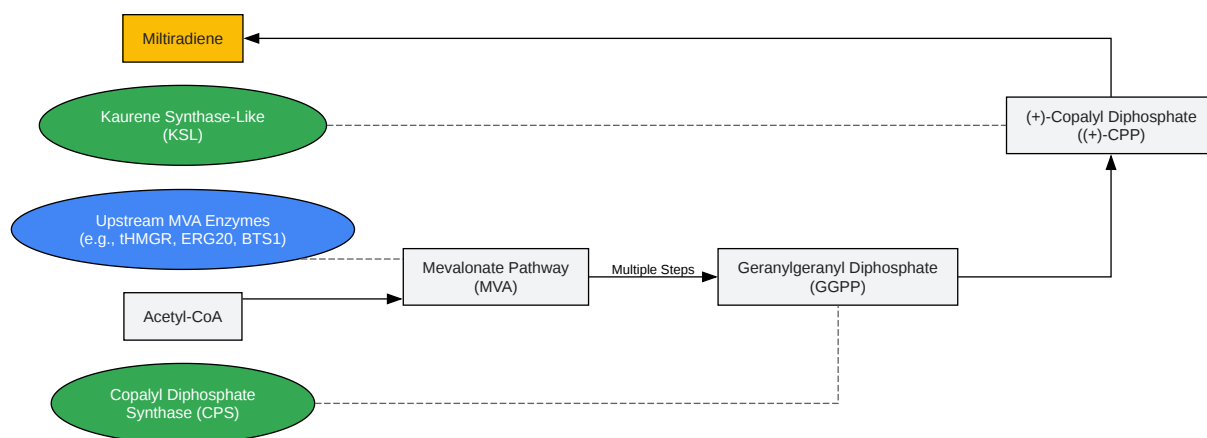 Miltiradiene
Kaurene Synthase-Like
(KSL)
(+)-Copalyl Diphosphate
((+)-CPP)
Upstream MVA Enzymes
(e.g., tHMGR, ERG20, BTS1)
Mevalonate Pathway
(MVA)
Multiple Steps
Geranylgeranyl Diphosphate
(GGPP)
Acetyl-CoA
Copalyl Diphosphate
Synthase (CPS)